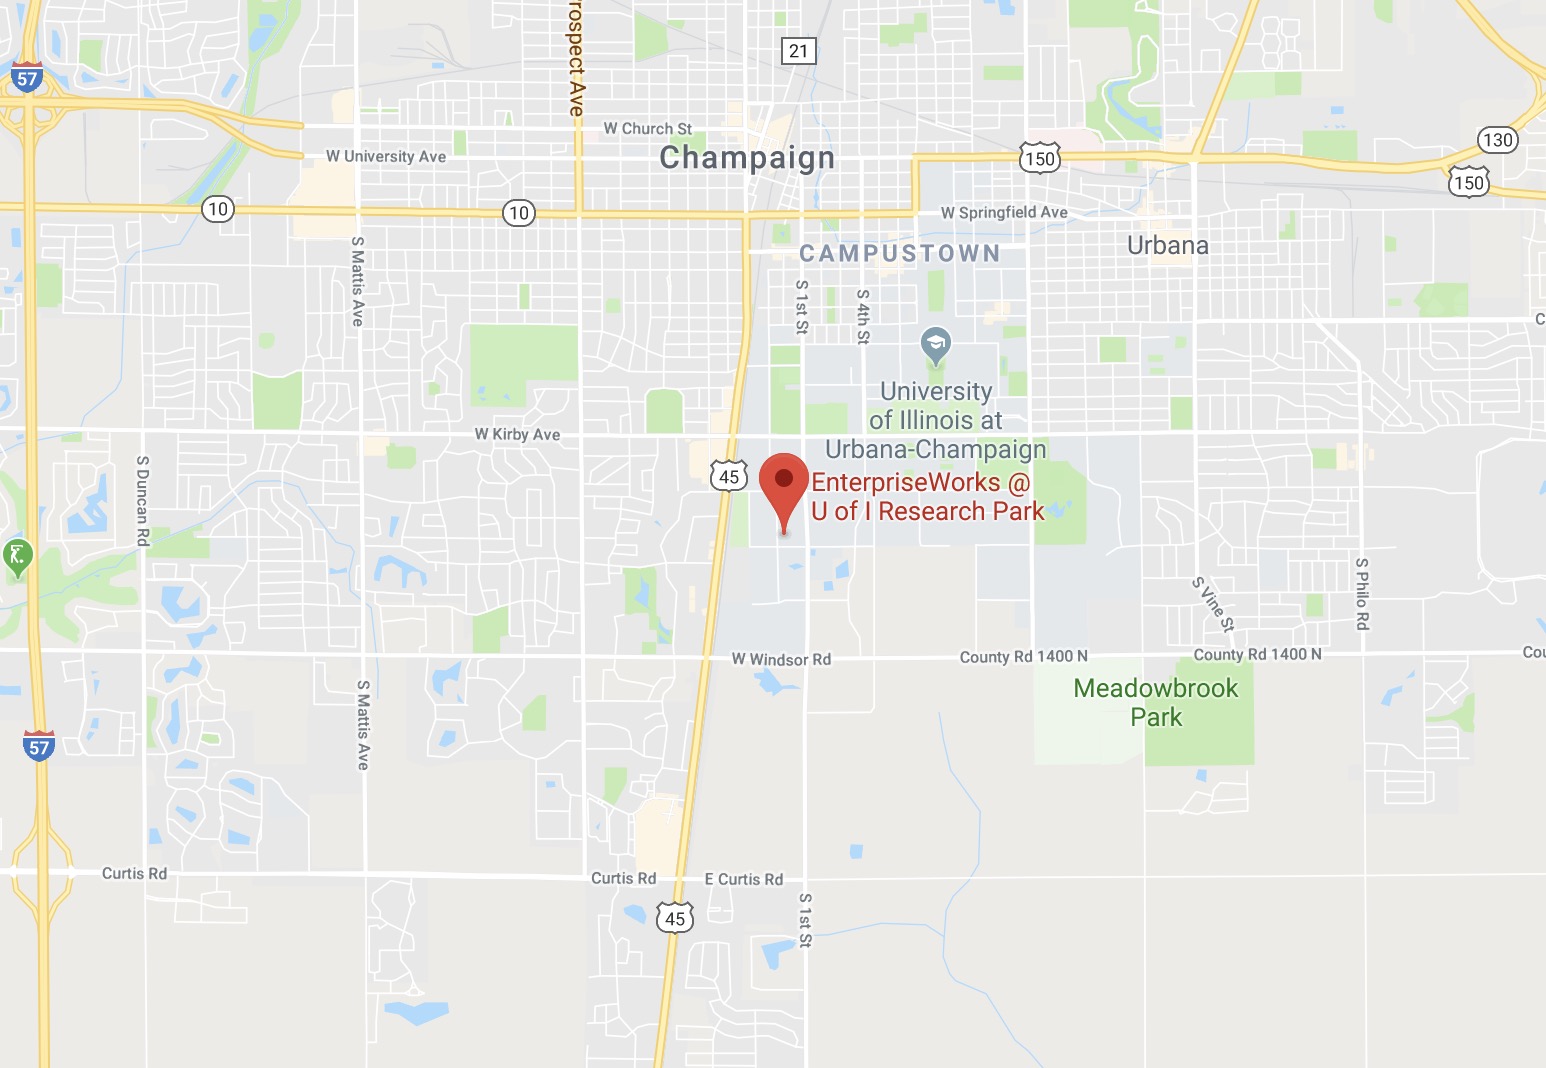 rospect Ave
21
57
W Church St
130
W University Ave
Champaign
150
150
10
10
W Springfield Ave
Urbana
CAMPUSTOWN
S Mattis Ave
S 1st St
S 4th St
C
University
of Illinois at
Urbana-Champaign
W Kirby Ave
45
EnterpriseWorks @
U of I Research Park
S Duncan Rd
S Vine St
S Philo Rd
W Windsor Rd
County Rd 1400 N
County Rd 1400 N
Cou
Meadowbrook
Park
S Mattis Ave
57
Curtis Rd
Curtis Rd
E Curtis Rd
45
S 1st St